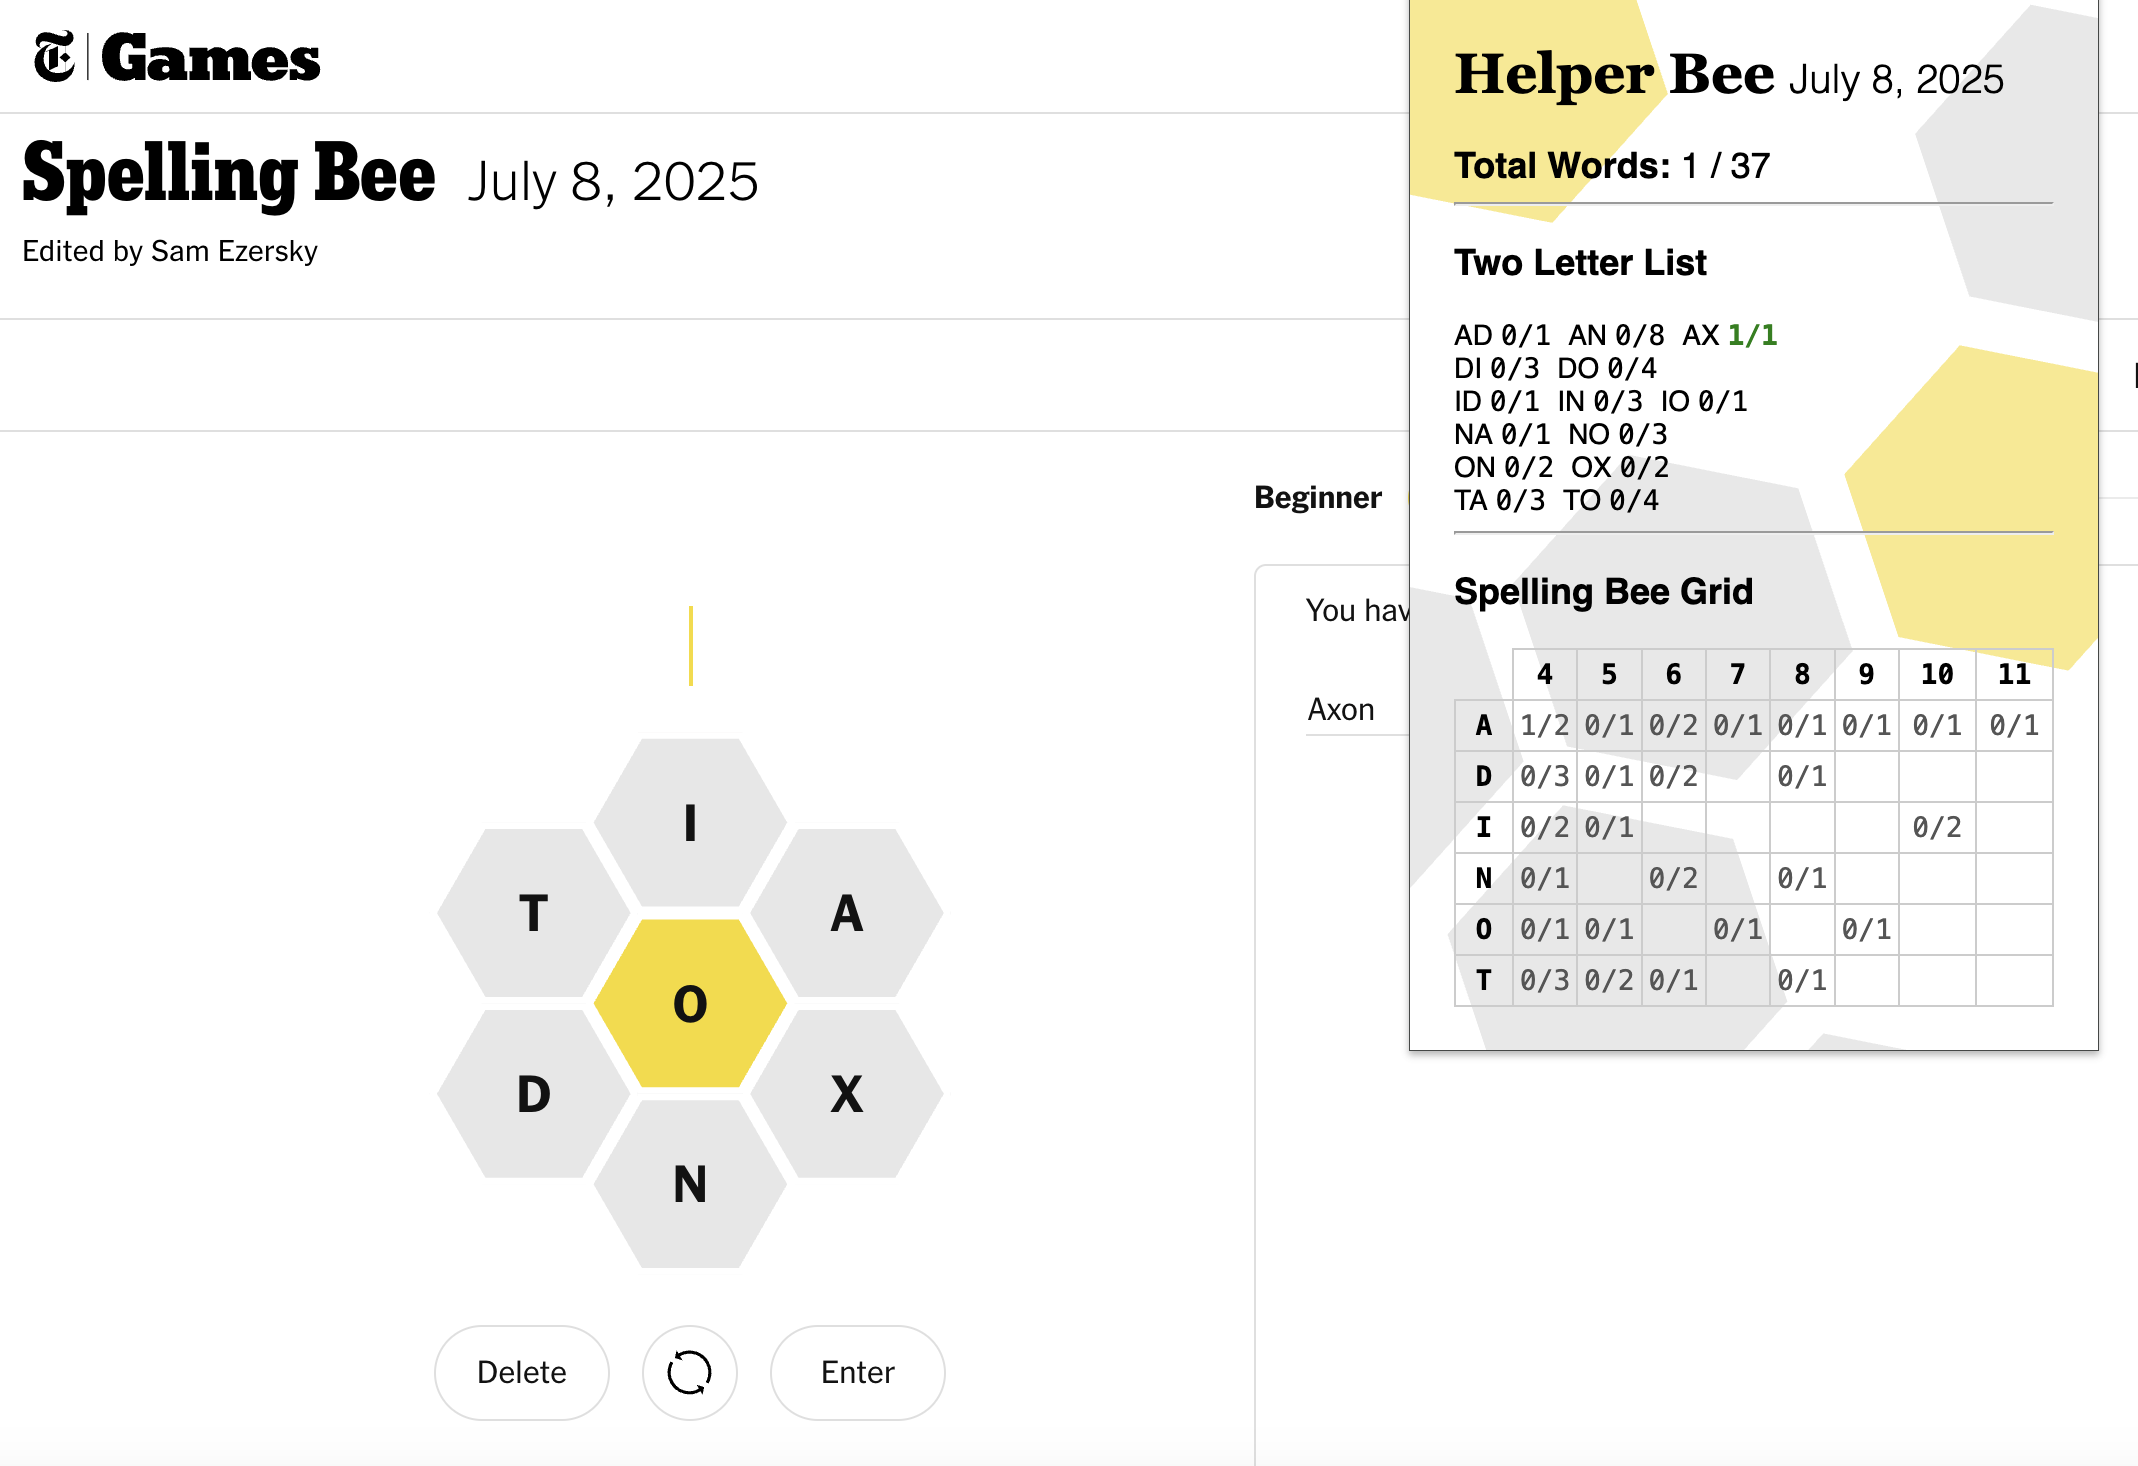 T Games
Spelling Bee July 8, 2025
Edited by Sam Ezersky
Beginner
You hav
Axon
I
T
A
O
D
X
N
Delete
Enter
Helper Bee July 8, 2025
Total Words: 1 / 37
Two Letter List
AD 0/1 AN 0/8 AX 1/1
DI 0/3 DO 0/4
ID 0/1 IN 0/3 IO 0/1
NA 0/1 NO 0/3
ON 0/2 OX 0/2
TA 0/3 TO 0/4
Spelling Bee Grid
4 5 6 7 8 9 10 11
A 1/2 0/1 0/2 0/1 0/1 0/1 0/1 0/1
D 0/3 0/1 0/2 0/1
I 0/2 0/1 0/2
N 0/1 0/2 0/1
O 0/1 0/1 0/1 0/1
T 0/3 0/2 0/1 0/1